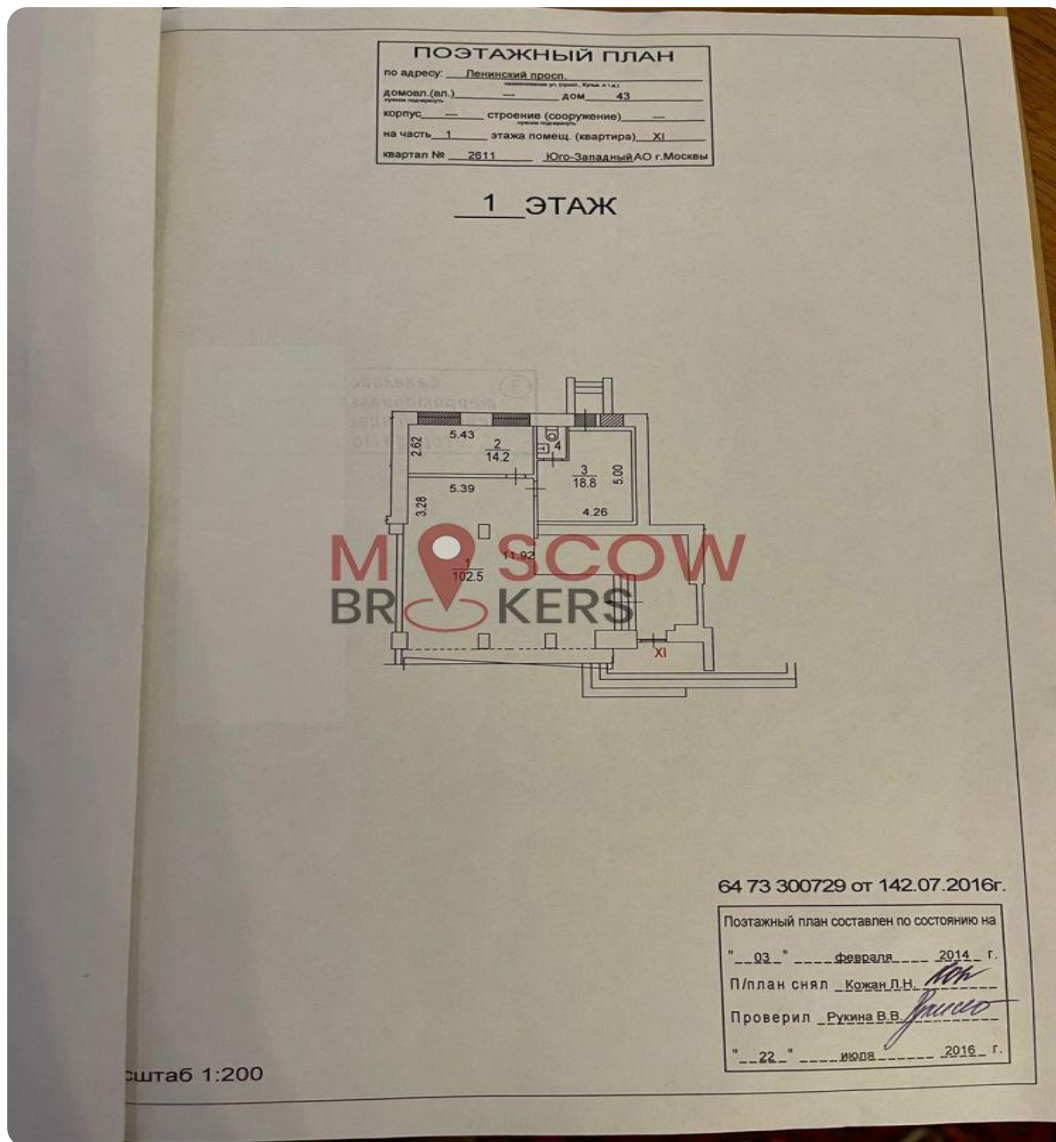 ПОЭТАЖНЫЙ ПЛАН
по адресу: Ленинский просп.
домовл.(вл.) — дом 43
нужное подчеркнуть
корпус — строение (сооружение) —
нужное подчеркнуть
на часть 1 этажа помещ. (квартира) XI
квартал № 2611 Юго-Западный АО г.Москвы
1 ЭТАЖ
5.43
2.62
2
14.2
4
3
18.8
5.00
4.26
5.39
3.28
11.92
1
102.5
MOSCOW
BROKERS
XI
64 73 300729 от 142.07.2016г.
Поэтажный план составлен по состоянию на
"03" февраля 2014 г.
П/план снял Кожан Л.Н.
Проверил Рукина В.В.
"22" июля 2016 г.
сштаб 1:200